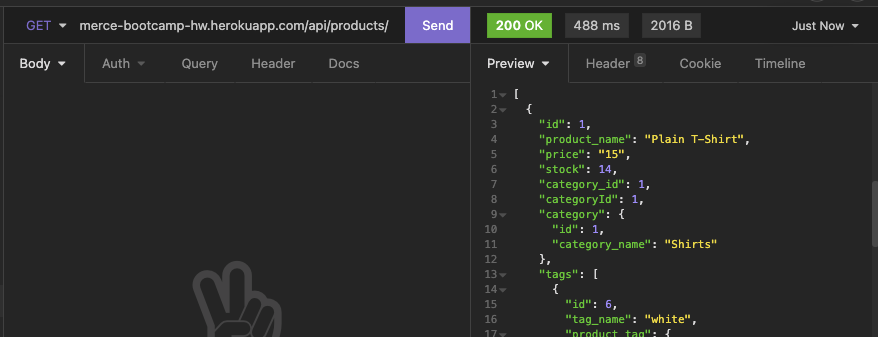 GET merce-bootcamp-hw.herokuapp.com/api/products/ Send 200 OK 488 ms 2016 B Just Now
Body Auth Query Header Docs Preview Header 8 Cookie Timeline
1 [
2 {
3 "id": 1,
4 "product_name": "Plain T-Shirt",
5 "price": "15",
6 "stock": 14,
7 "category_id": 1,
8 "categoryId": 1,
9 "category": {
10 "id": 1,
11 "category_name": "Shirts"
12 },
13 "tags": [
14 {
15 "id": 6,
16 "tag_name": "white",
17 "product_tag": {